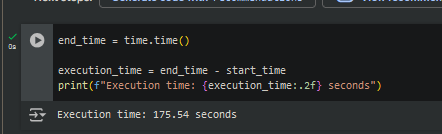 0s
end_time = time.time()
execution_time = end_time - start_time
print(f"Execution time: {execution_time:.2f} seconds")
Execution time: 175.54 seconds